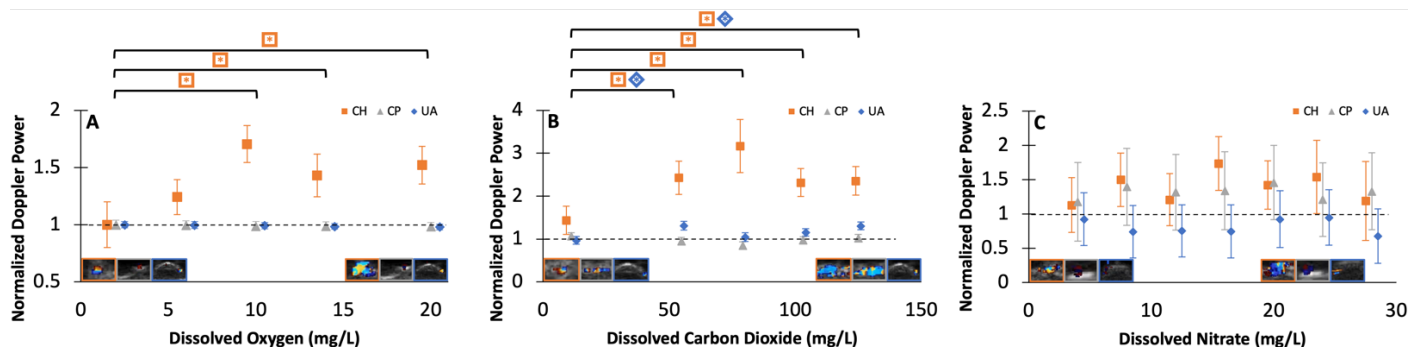 A
CH CP UA
Normalized Doppler Power
2
1.5
1
0.5
0 5 10 15 20
Dissolved Oxygen (mg/L)
B
CH CP UA
Normalized Doppler Power
4
3
2
1
0
0 50 100 150
Dissolved Carbon Dioxide (mg/L)
C
CH CP UA
Normalized Doppler Power
2.5
2
1.5
1
0.5
0
0 10 20 30
Dissolved Nitrate (mg/L)